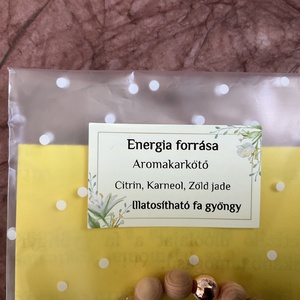 Energia forrása
Aromakarkötő
Citrin, Karneol, Zöld jade
Illatosítható fa gyöngy